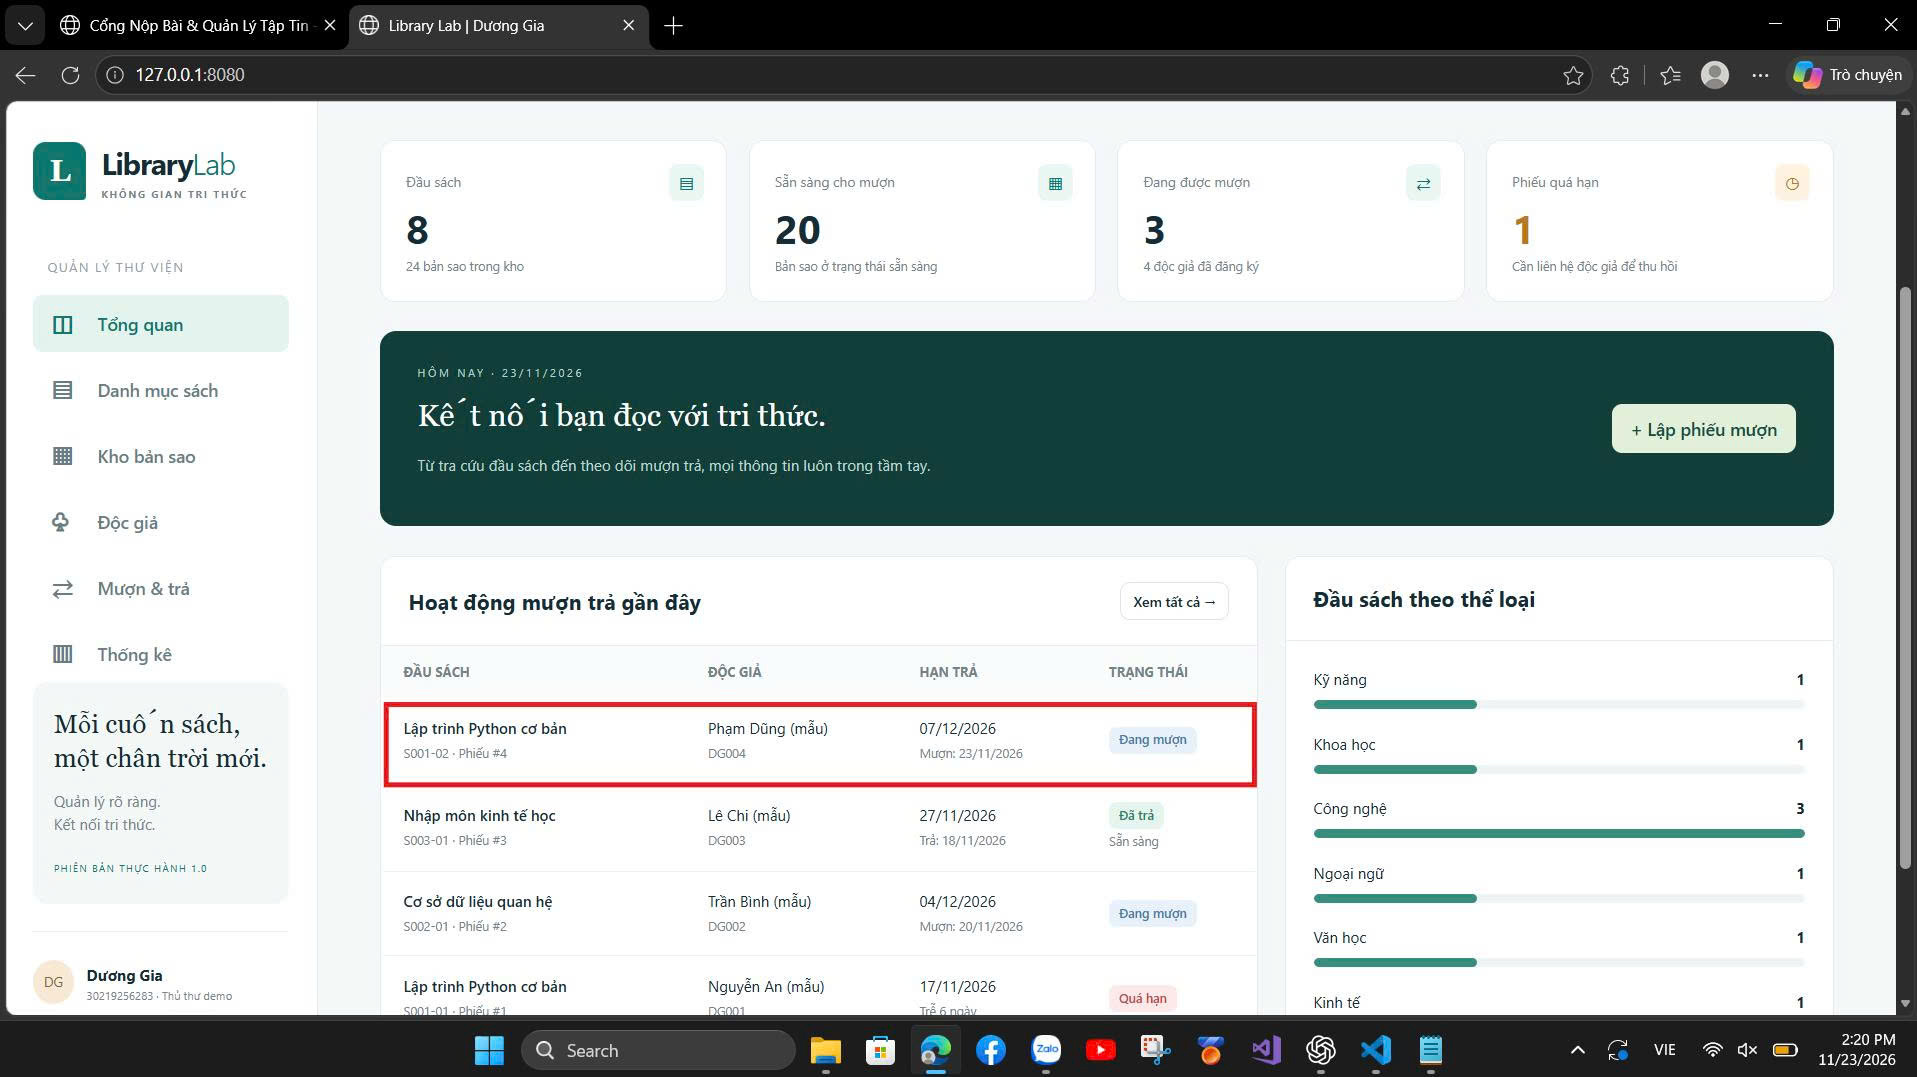 Cổng Nộp Bài & Quản Lý Tập Tin -
Library Lab | Dương Gia
127.0.0.1:8080
Trò chuyện
L
LibraryLab
KHÔNG GIAN TRI THỨC
QUẢN LÝ THƯ VIỆN
Tổng quan
Danh mục sách
Kho bản sao
Độc giả
Mượn & trả
Thống kê
Mỗi cuốn sách,
một chân trời mới.
Quản lý rõ ràng.
Kết nối tri thức.
PHIÊN BẢN THỰC HÀNH 1.0
DG
Dương Gia
30219256283 · Thủ thư demo
Đầu sách
8
24 bản sao trong kho
Sẵn sàng cho mượn
20
Bản sao ở trạng thái sẵn sàng
Đang được mượn
3
4 độc giả đã đăng ký
Phiếu quá hạn
1
Cần liên hệ độc giả để thu hồi
HÔM NAY · 23/11/2026
Kết nối bạn đọc với tri thức.
Từ tra cứu đầu sách đến theo dõi mượn trả, mọi thông tin luôn trong tầm tay.
+ Lập phiếu mượn
Hoạt động mượn trả gần đây
Xem tất cả →
ĐẦU SÁCH ĐỘC GIẢ HẠN TRẢ TRẠNG THÁI
Lập trình Python cơ bản Phạm Dũng (mẫu) 07/12/2026 Đang mượn
S001-02 · Phiếu #4 DG004 Mượn: 23/11/2026
Nhập môn kinh tế học Lê Chi (mẫu) 27/11/2026 Đã trả
S003-01 · Phiếu #3 DG003 Trả: 18/11/2026 Sẵn sàng
Cơ sở dữ liệu quan hệ Trần Bình (mẫu) 04/12/2026 Đang mượn
S002-01 · Phiếu #2 DG002 Mượn: 20/11/2026
Lập trình Python cơ bản Nguyễn An (mẫu) 17/11/2026 Quá hạn
S001-01 · Phiếu #1 DG001 Trễ 6 ngày
Đầu sách theo thể loại
Kỹ năng 1
Khoa học 1
Công nghệ 3
Ngoại ngữ 1
Văn học 1
Kinh tế 1
Search
Zalo
VIE
2:20 PM
11/23/2026